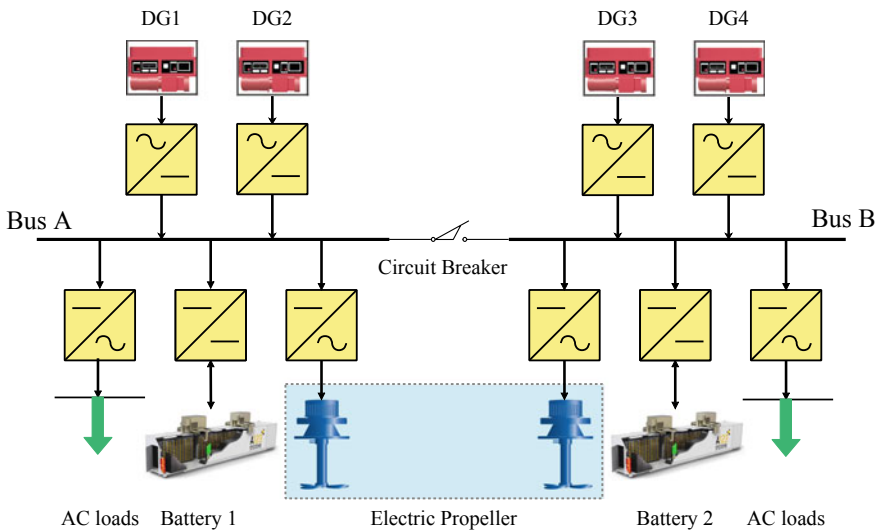 DG1
DG2
DG3
DG4
Bus A
Bus B
Circuit Breaker
AC loads
Battery 1
Electric Propeller
Battery 2
AC loads